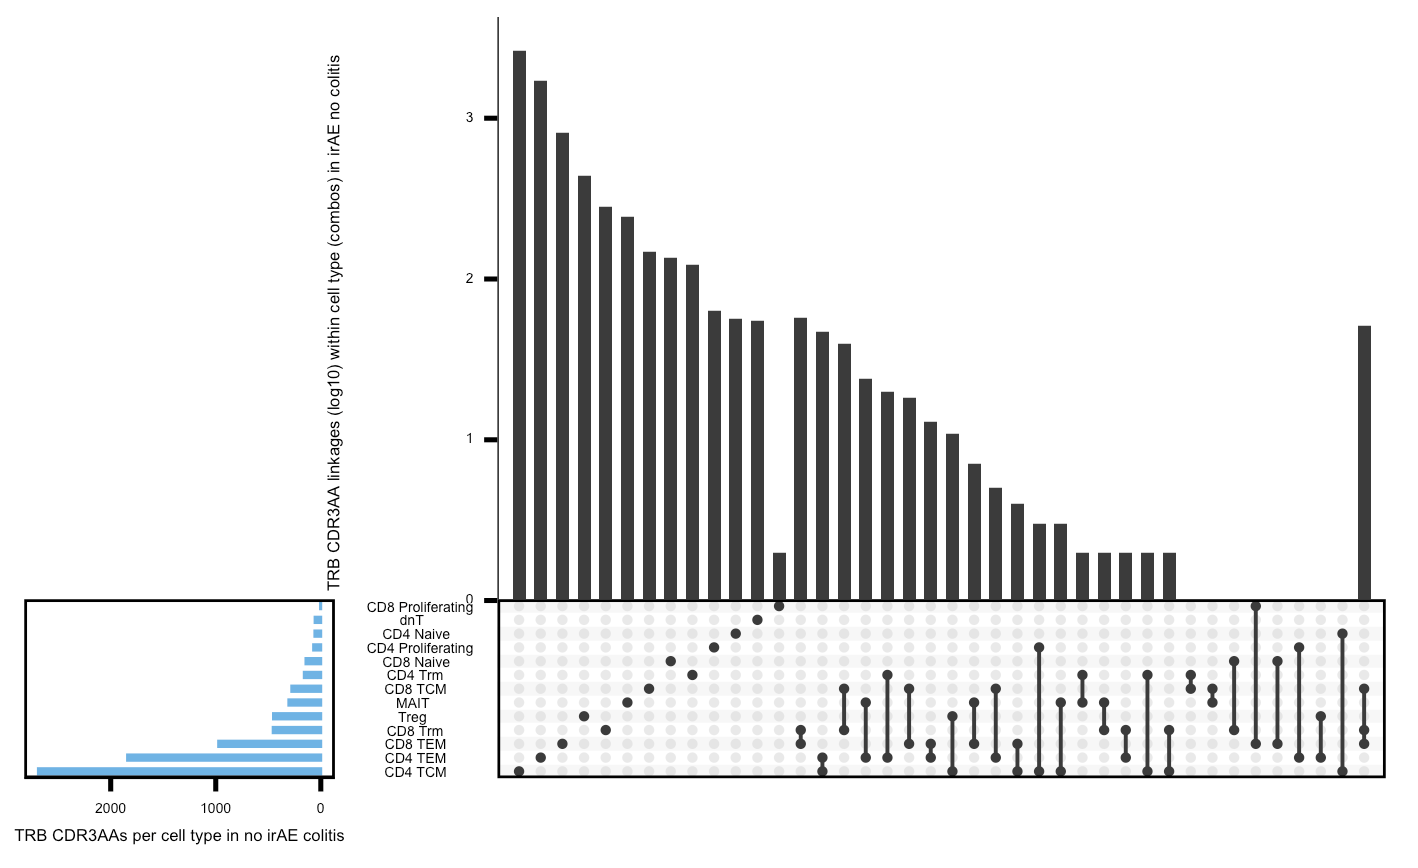 TRB CDR3AA linkages (log10) within cell type (combos) in irAE no colitis
3
2
1
0
CD8 Proliferating
dnT
CD4 Naive
CD4 Proliferating
CD8 Naive
CD4 Trm
CD8 TCM
MAIT
Treg
CD8 Trm
CD8 TEM
CD4 TEM
CD4 TCM
2000 1000 0
TRB CDR3AAs per cell type in no irAE colitis